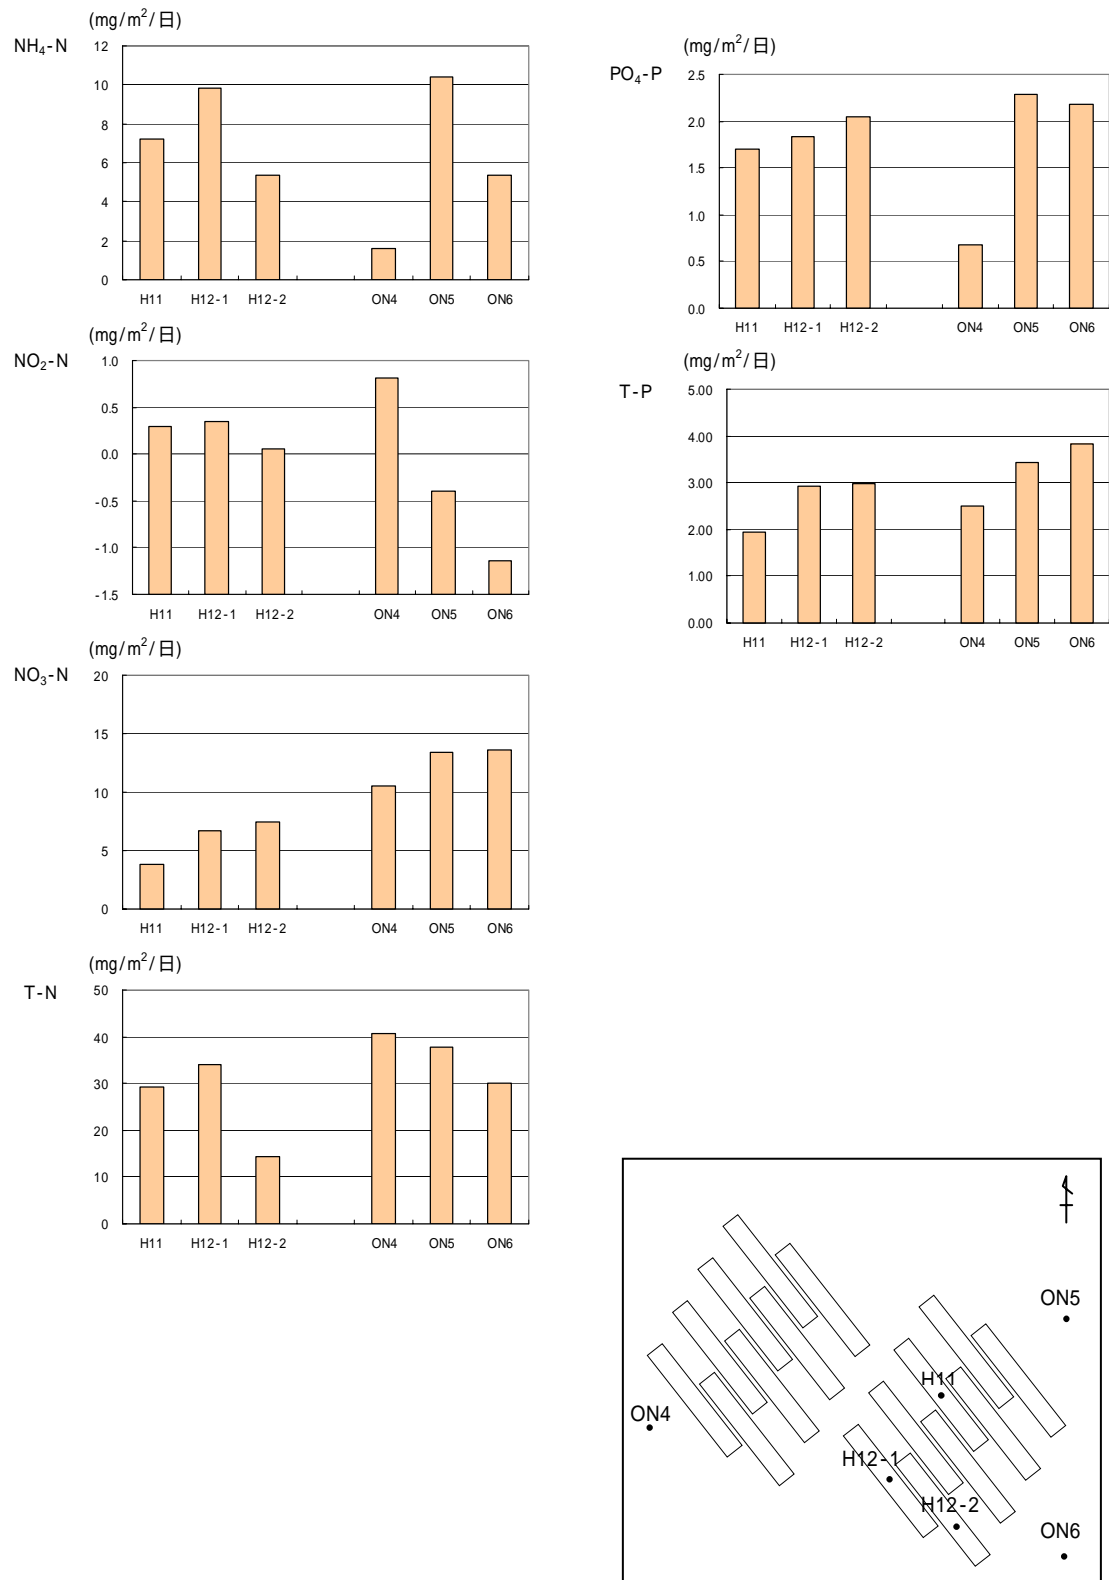 (mg/m²/日)
NH₄-N
12
10
8
6
4
2
0
H11 H12-1 H12-2 ON4 ON5 ON6
(mg/m²/日)
NO₂-N
1.0
0.5
0.0
-0.5
-1.0
-1.5
H11 H12-1 H12-2 ON4 ON5 ON6
(mg/m²/日)
NO₃-N
20
15
10
5
0
H11 H12-1 H12-2 ON4 ON5 ON6
(mg/m²/日)
T-N
50
40
30
20
10
0
H11 H12-1 H12-2 ON4 ON5 ON6
(mg/m²/日)
PO₄-P
2.5
2.0
1.5
1.0
0.5
0.0
H11 H12-1 H12-2 ON4 ON5 ON6
(mg/m²/日)
T-P
5.00
4.00
3.00
2.00
1.00
0.00
H11 H12-1 H12-2 ON4 ON5 ON6
ON5
H11
ON4
H12-1
H12-2
ON6